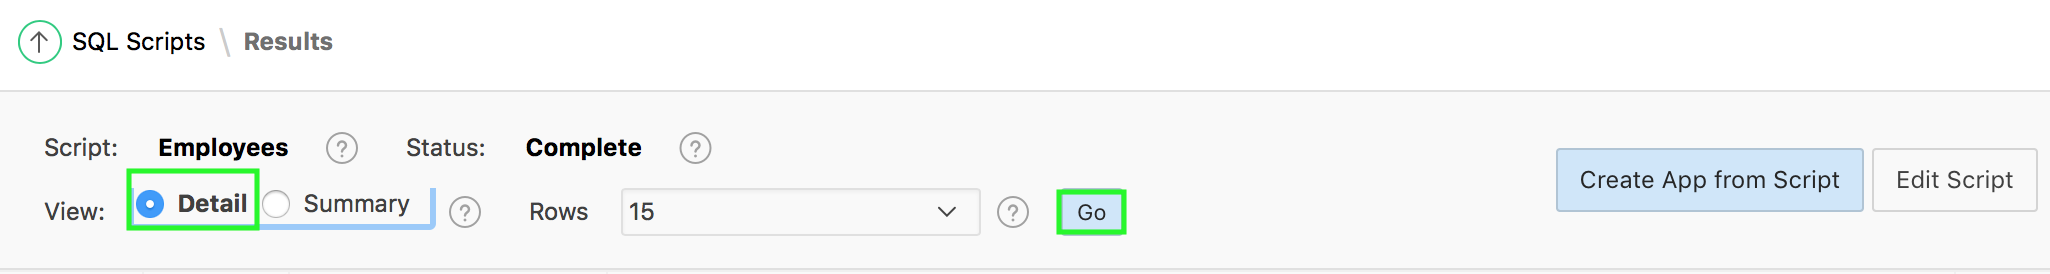 SQL Scripts \ Results
Script: Employees ? Status: Complete ?
Create App from Script Edit Script
View: Detail Summary ? Rows 15 ? Go